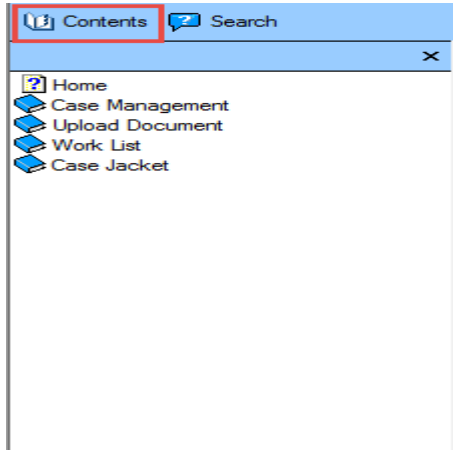 Contents Search
×
Home
Case Management
Upload Document
Work List
Case Jacket